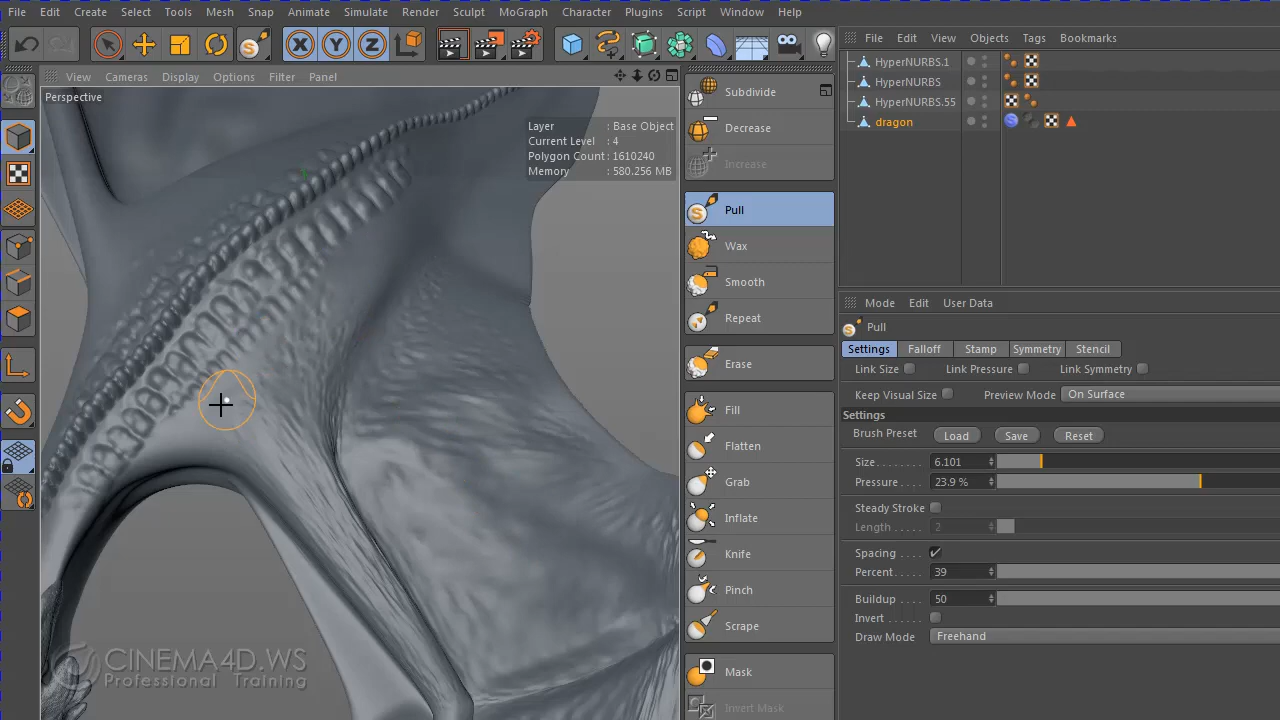 File Edit Create Select Tools Mesh Snap Animate Simulate Render Sculpt MoGraph Character Plugins Script Window Help
X Y Z
File Edit View Objects Tags Bookmarks
HyperNURBS.1
HyperNURBS
HyperNURBS.55
dragon
View Cameras Display Options Filter Panel
Perspective
Layer : Base Object
Current Level : 4
Polygon Count : 1610240
Memory : 580.256 MB
Subdivide
Decrease
Increase
Pull
Wax
Smooth
Repeat
Erase
Fill
Flatten
Grab
Inflate
Knife
Pinch
Scrape
Mask
Invert Mask
Mode Edit User Data
Pull
Settings Falloff Stamp Symmetry Stencil
Link Size Link Pressure Link Symmetry
Keep Visual Size Preview Mode On Surface
Settings
Brush Preset Load Save Reset
Size 6.101
Pressure 23.9 %
Steady Stroke
Length 2
Spacing
Percent 39
Buildup 50
Invert
Draw Mode Freehand
CINEMA4D.WS
Professional Training